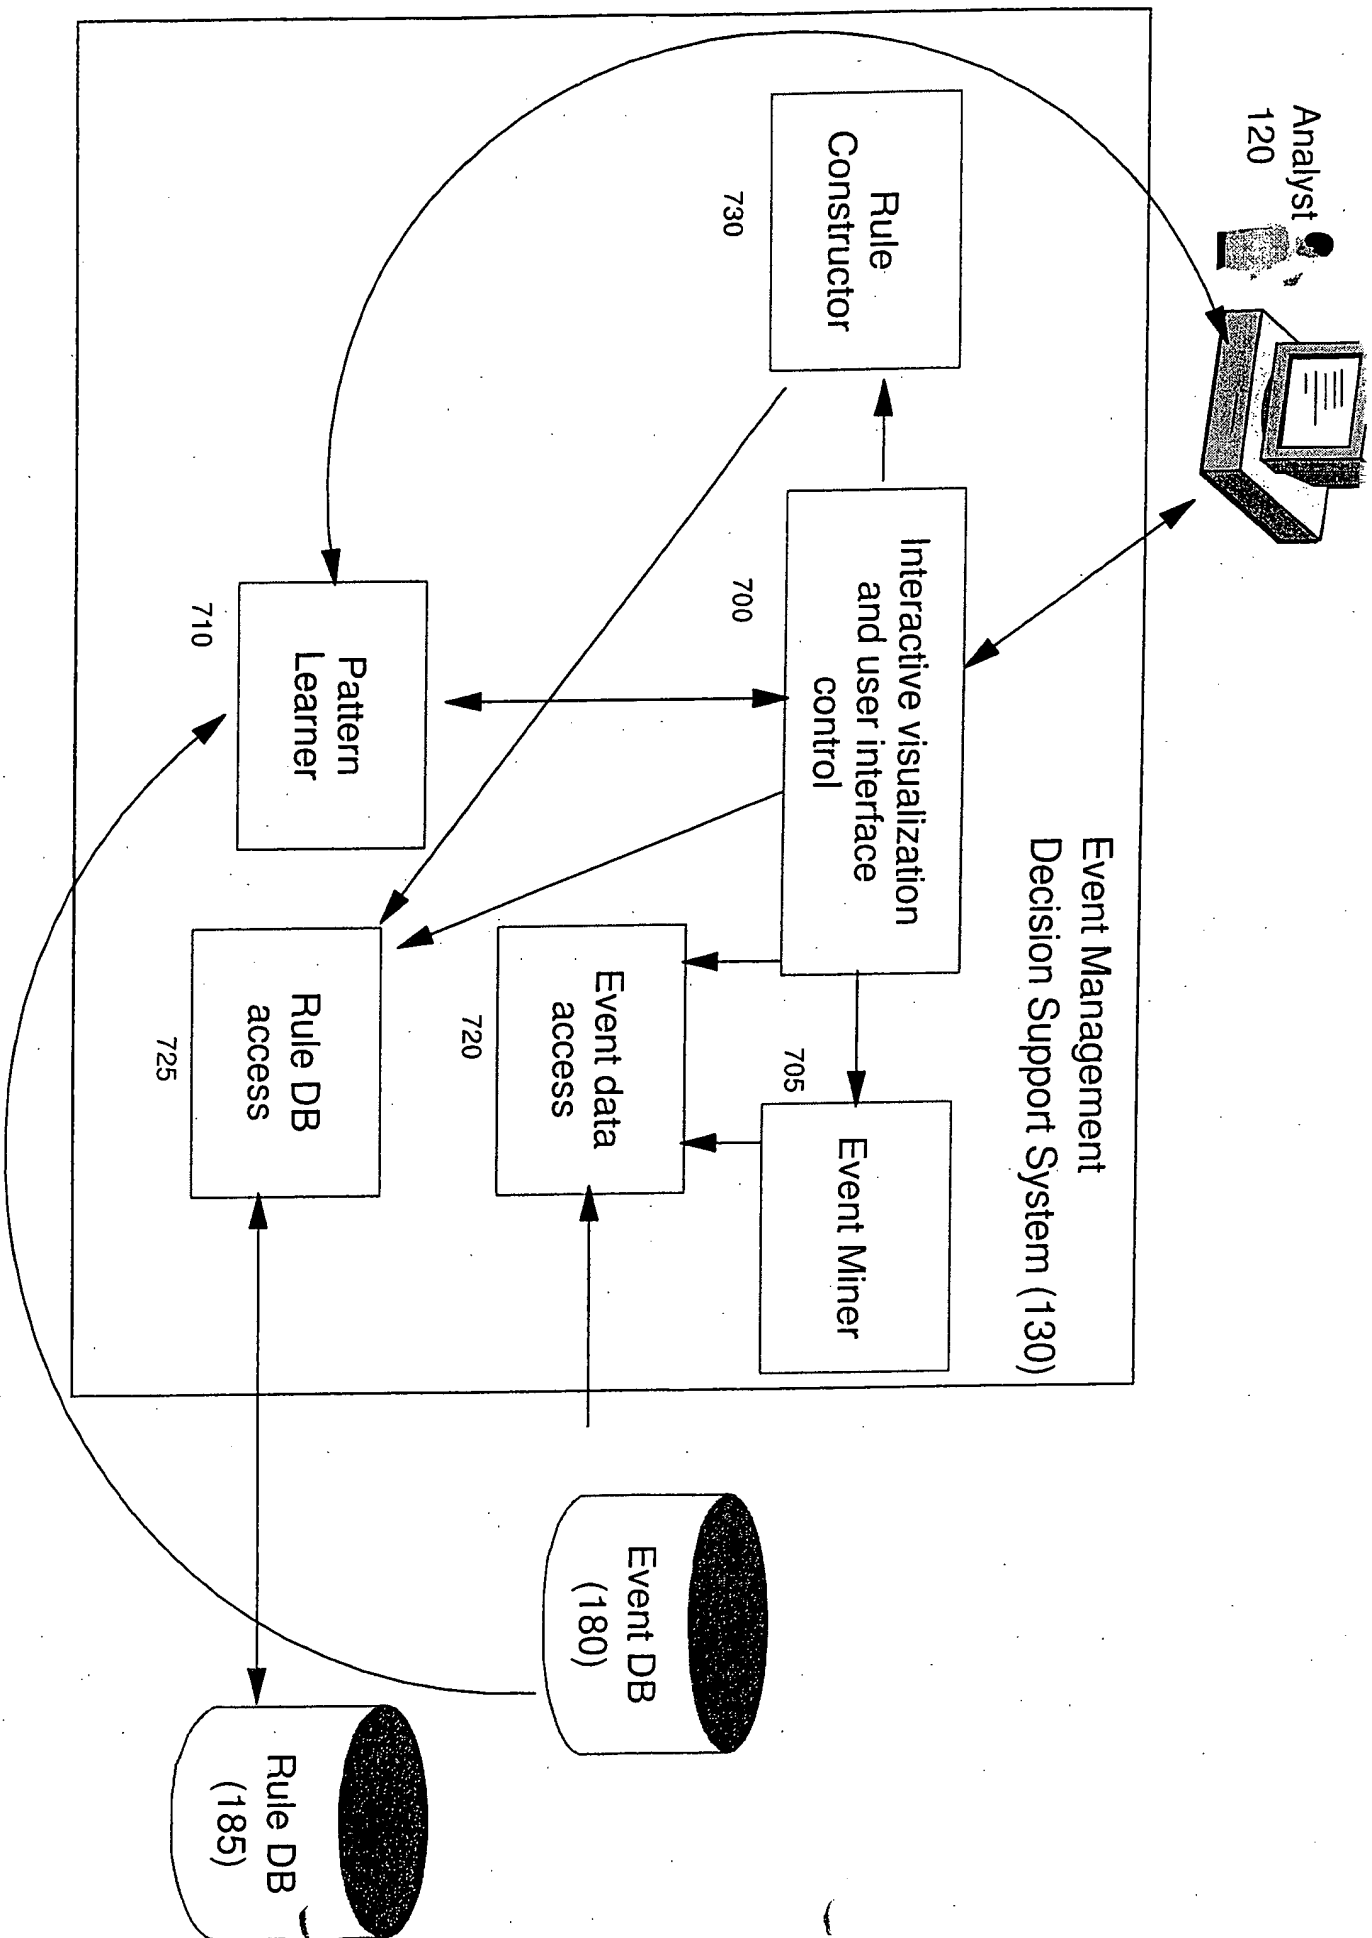 Analyst
120
Event Management
Decision Support System (130)
Rule
Constructor
730
Interactive visualization
and user interface
control
700
705
Event Miner
Event data
access
720
Pattern
Learner
710
Rule DB
access
725
Event DB
(180)
Rule DB
(185)